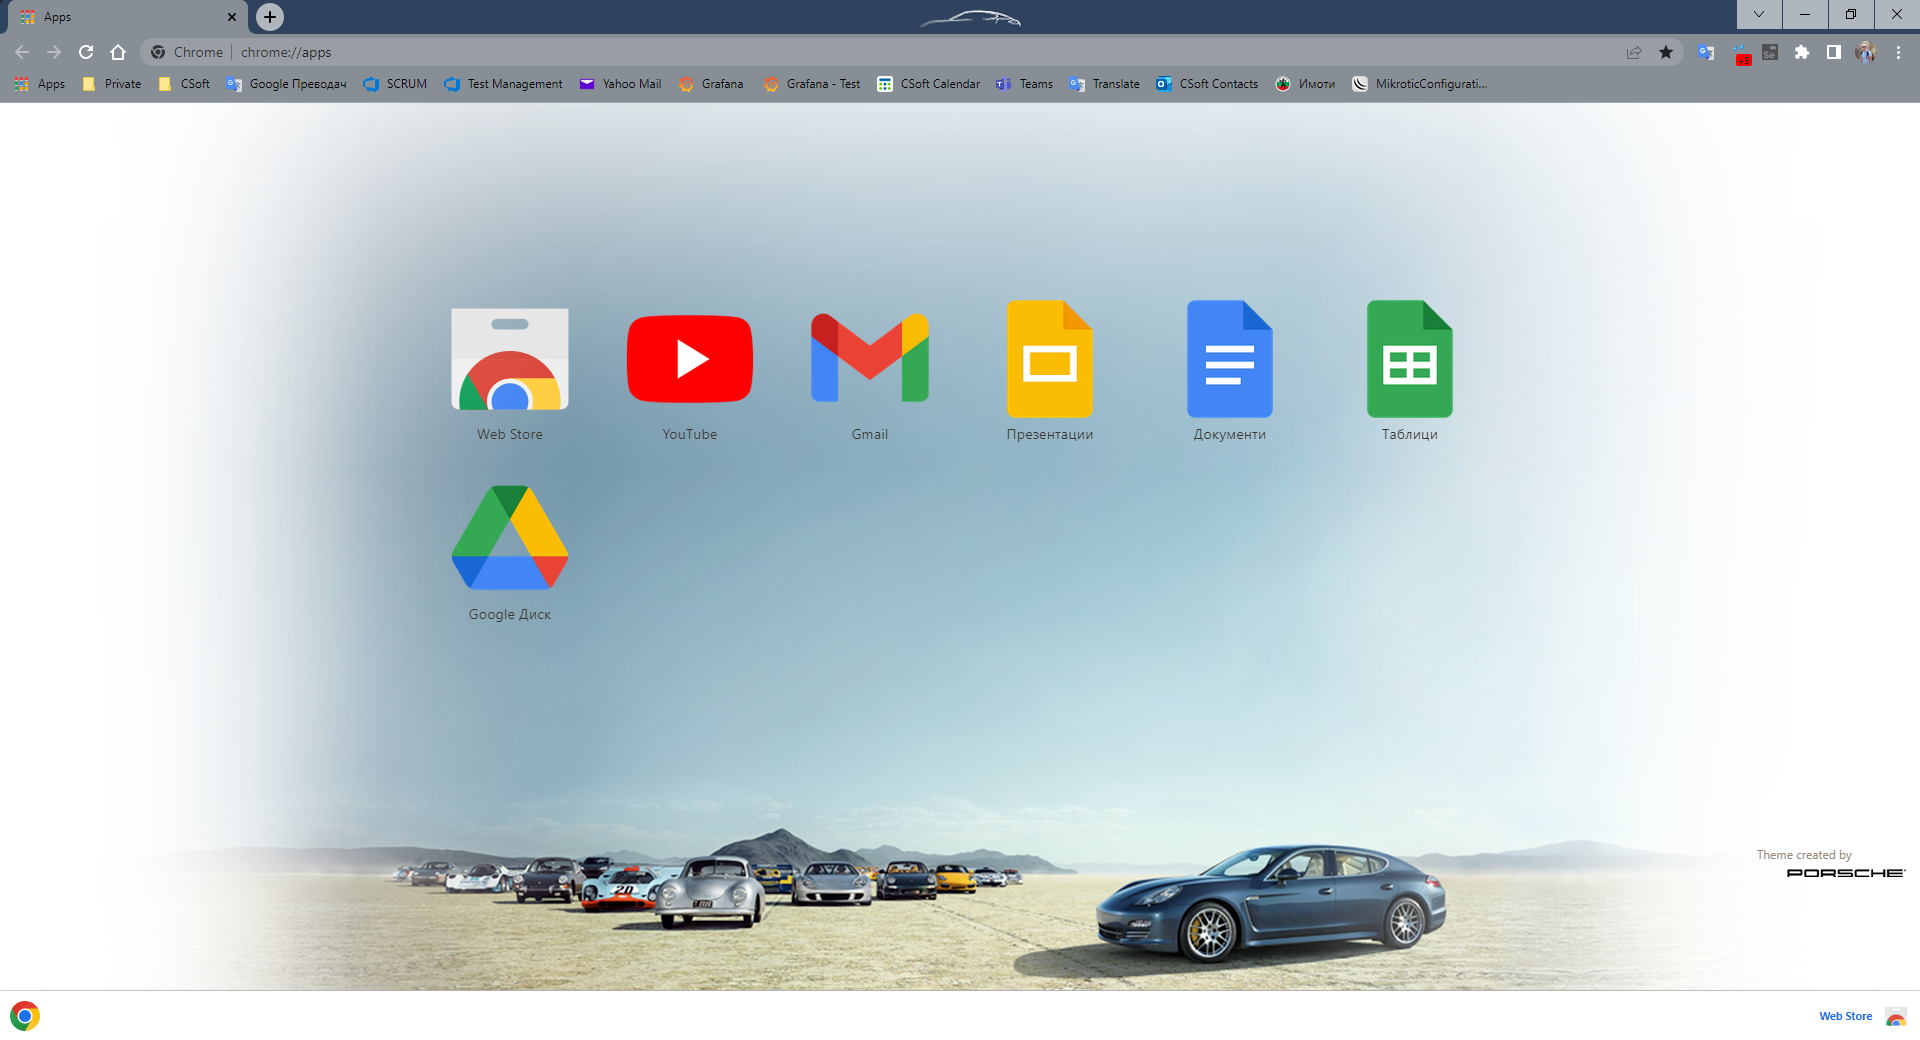 Apps
Chrome chrome://apps
Apps Private CSoft Google Преводач SCRUM Test Management Yahoo Mail Grafana Grafana - Test CSoft Calendar Teams Translate CSoft Contacts Имоти MikroticConfigurati...
Web Store YouTube Gmail Презентации Документи Таблици
Google Диск
20
Theme created by
PORSCHE
Web Store